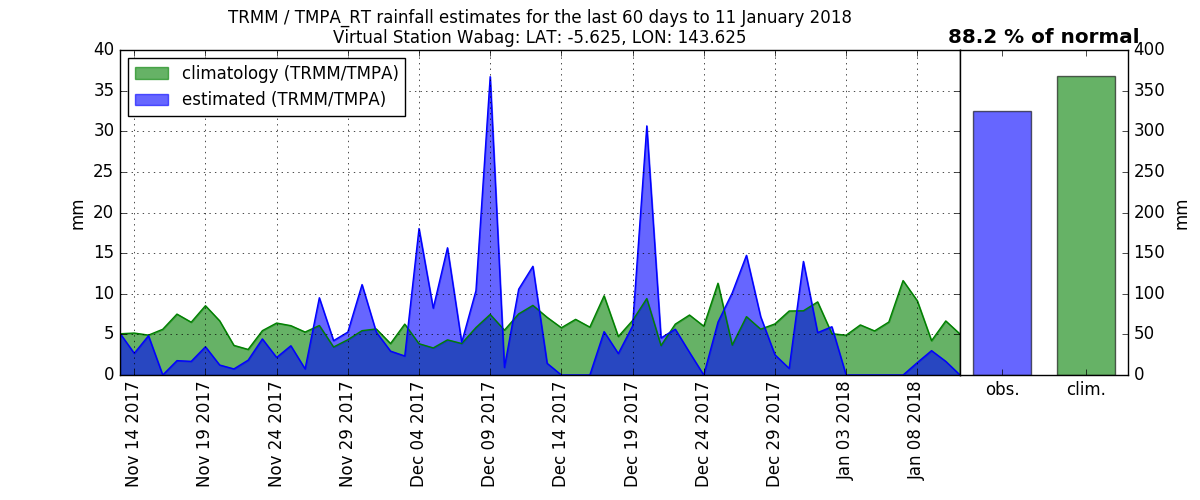 TRMM / TMPA_RT rainfall estimates for the last 60 days to 11 January 2018
Virtual Station Wabag: LAT: -5.625, LON: 143.625
88.2 % of normal
climatology (TRMM/TMPA)
estimated (TRMM/TMPA)
mm
40
35
30
25
20
15
10
5
0
Nov 14 2017
Nov 19 2017
Nov 24 2017
Nov 29 2017
Dec 04 2017
Dec 09 2017
Dec 14 2017
Dec 19 2017
Dec 24 2017
Dec 29 2017
Jan 03 2018
Jan 08 2018
obs.
clim.
400
350
300
250
200
150
100
50
0
mm